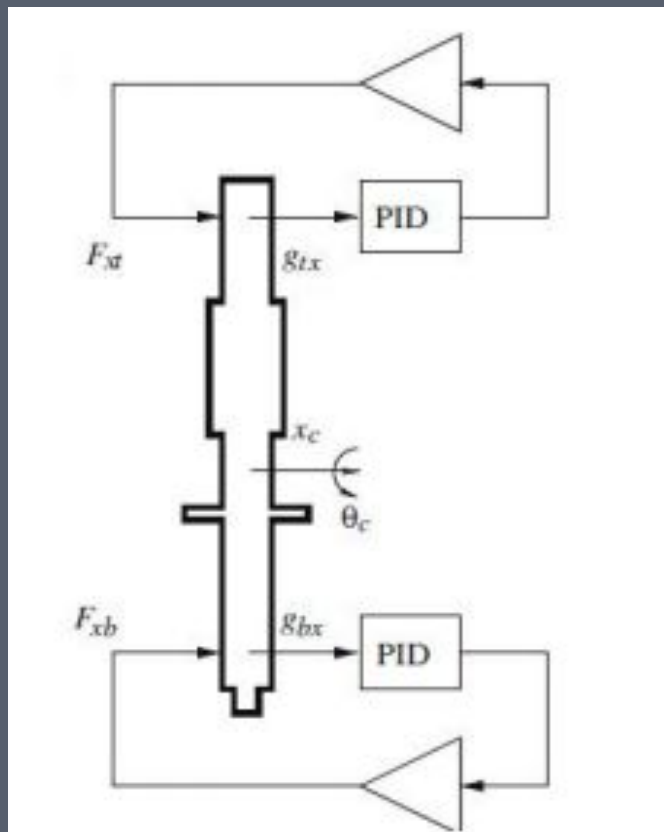 PID
F_xt
g_tx
x_c
θ_c
F_xb
g_bx
PID